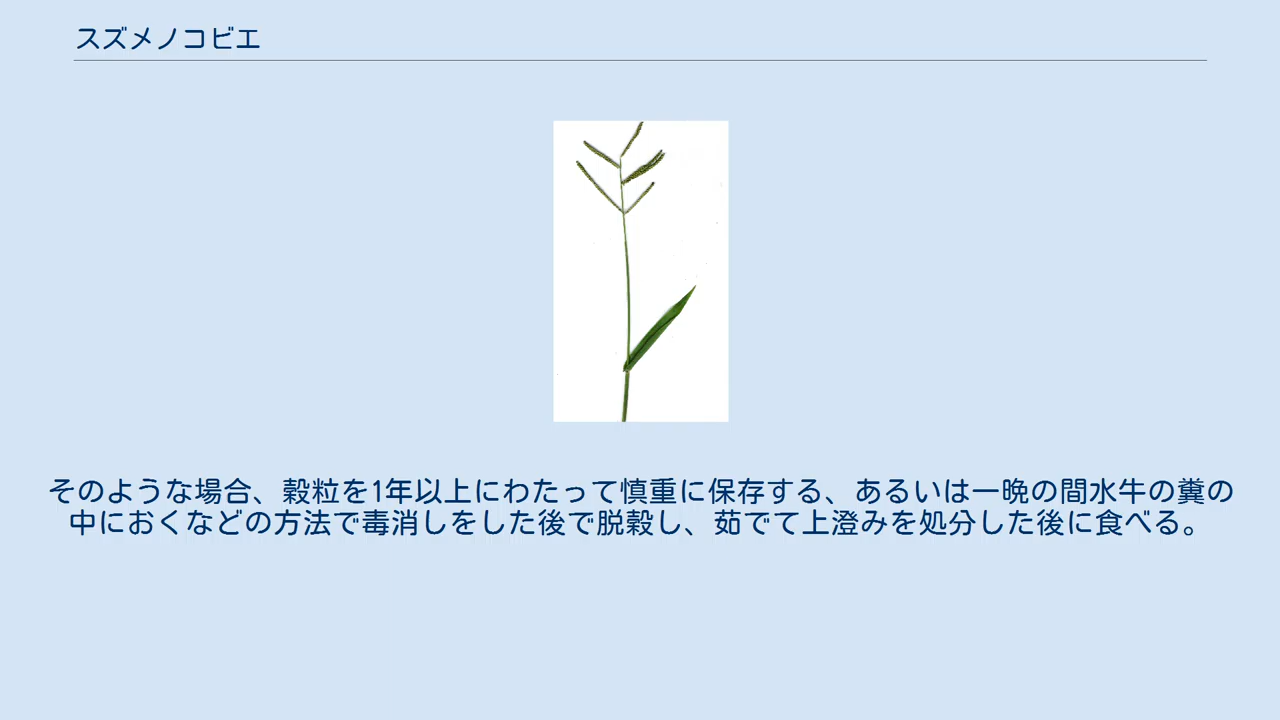 スズメノコビエ
そのような場合、穀粒を1年以上にわたって慎重に保存する、あるいは一晩の間水牛の糞の
中におくなどの方法で毒消しをした後で脱穀し、茹でて上澄みを処分した後に食べる。